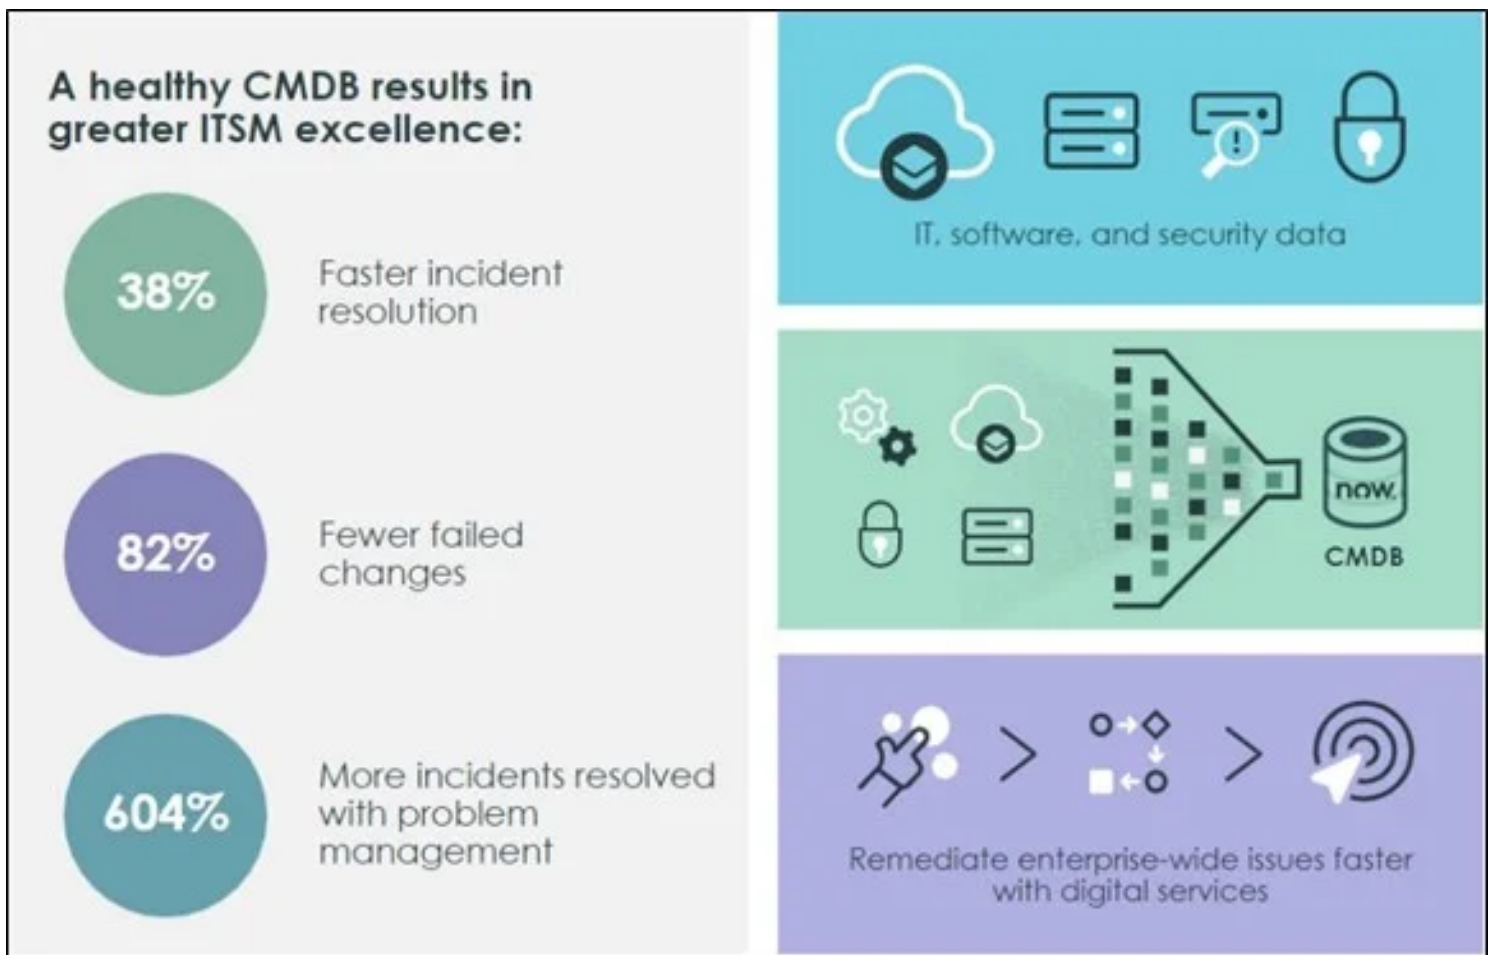 A healthy CMDB results in
greater ITSM excellence:
38%
Faster incident
resolution
82%
Fewer failed
changes
604%
More incidents resolved
with problem
management
IT, software, and security data
now.
CMDB
Remediate enterprise-wide issues faster
with digital services